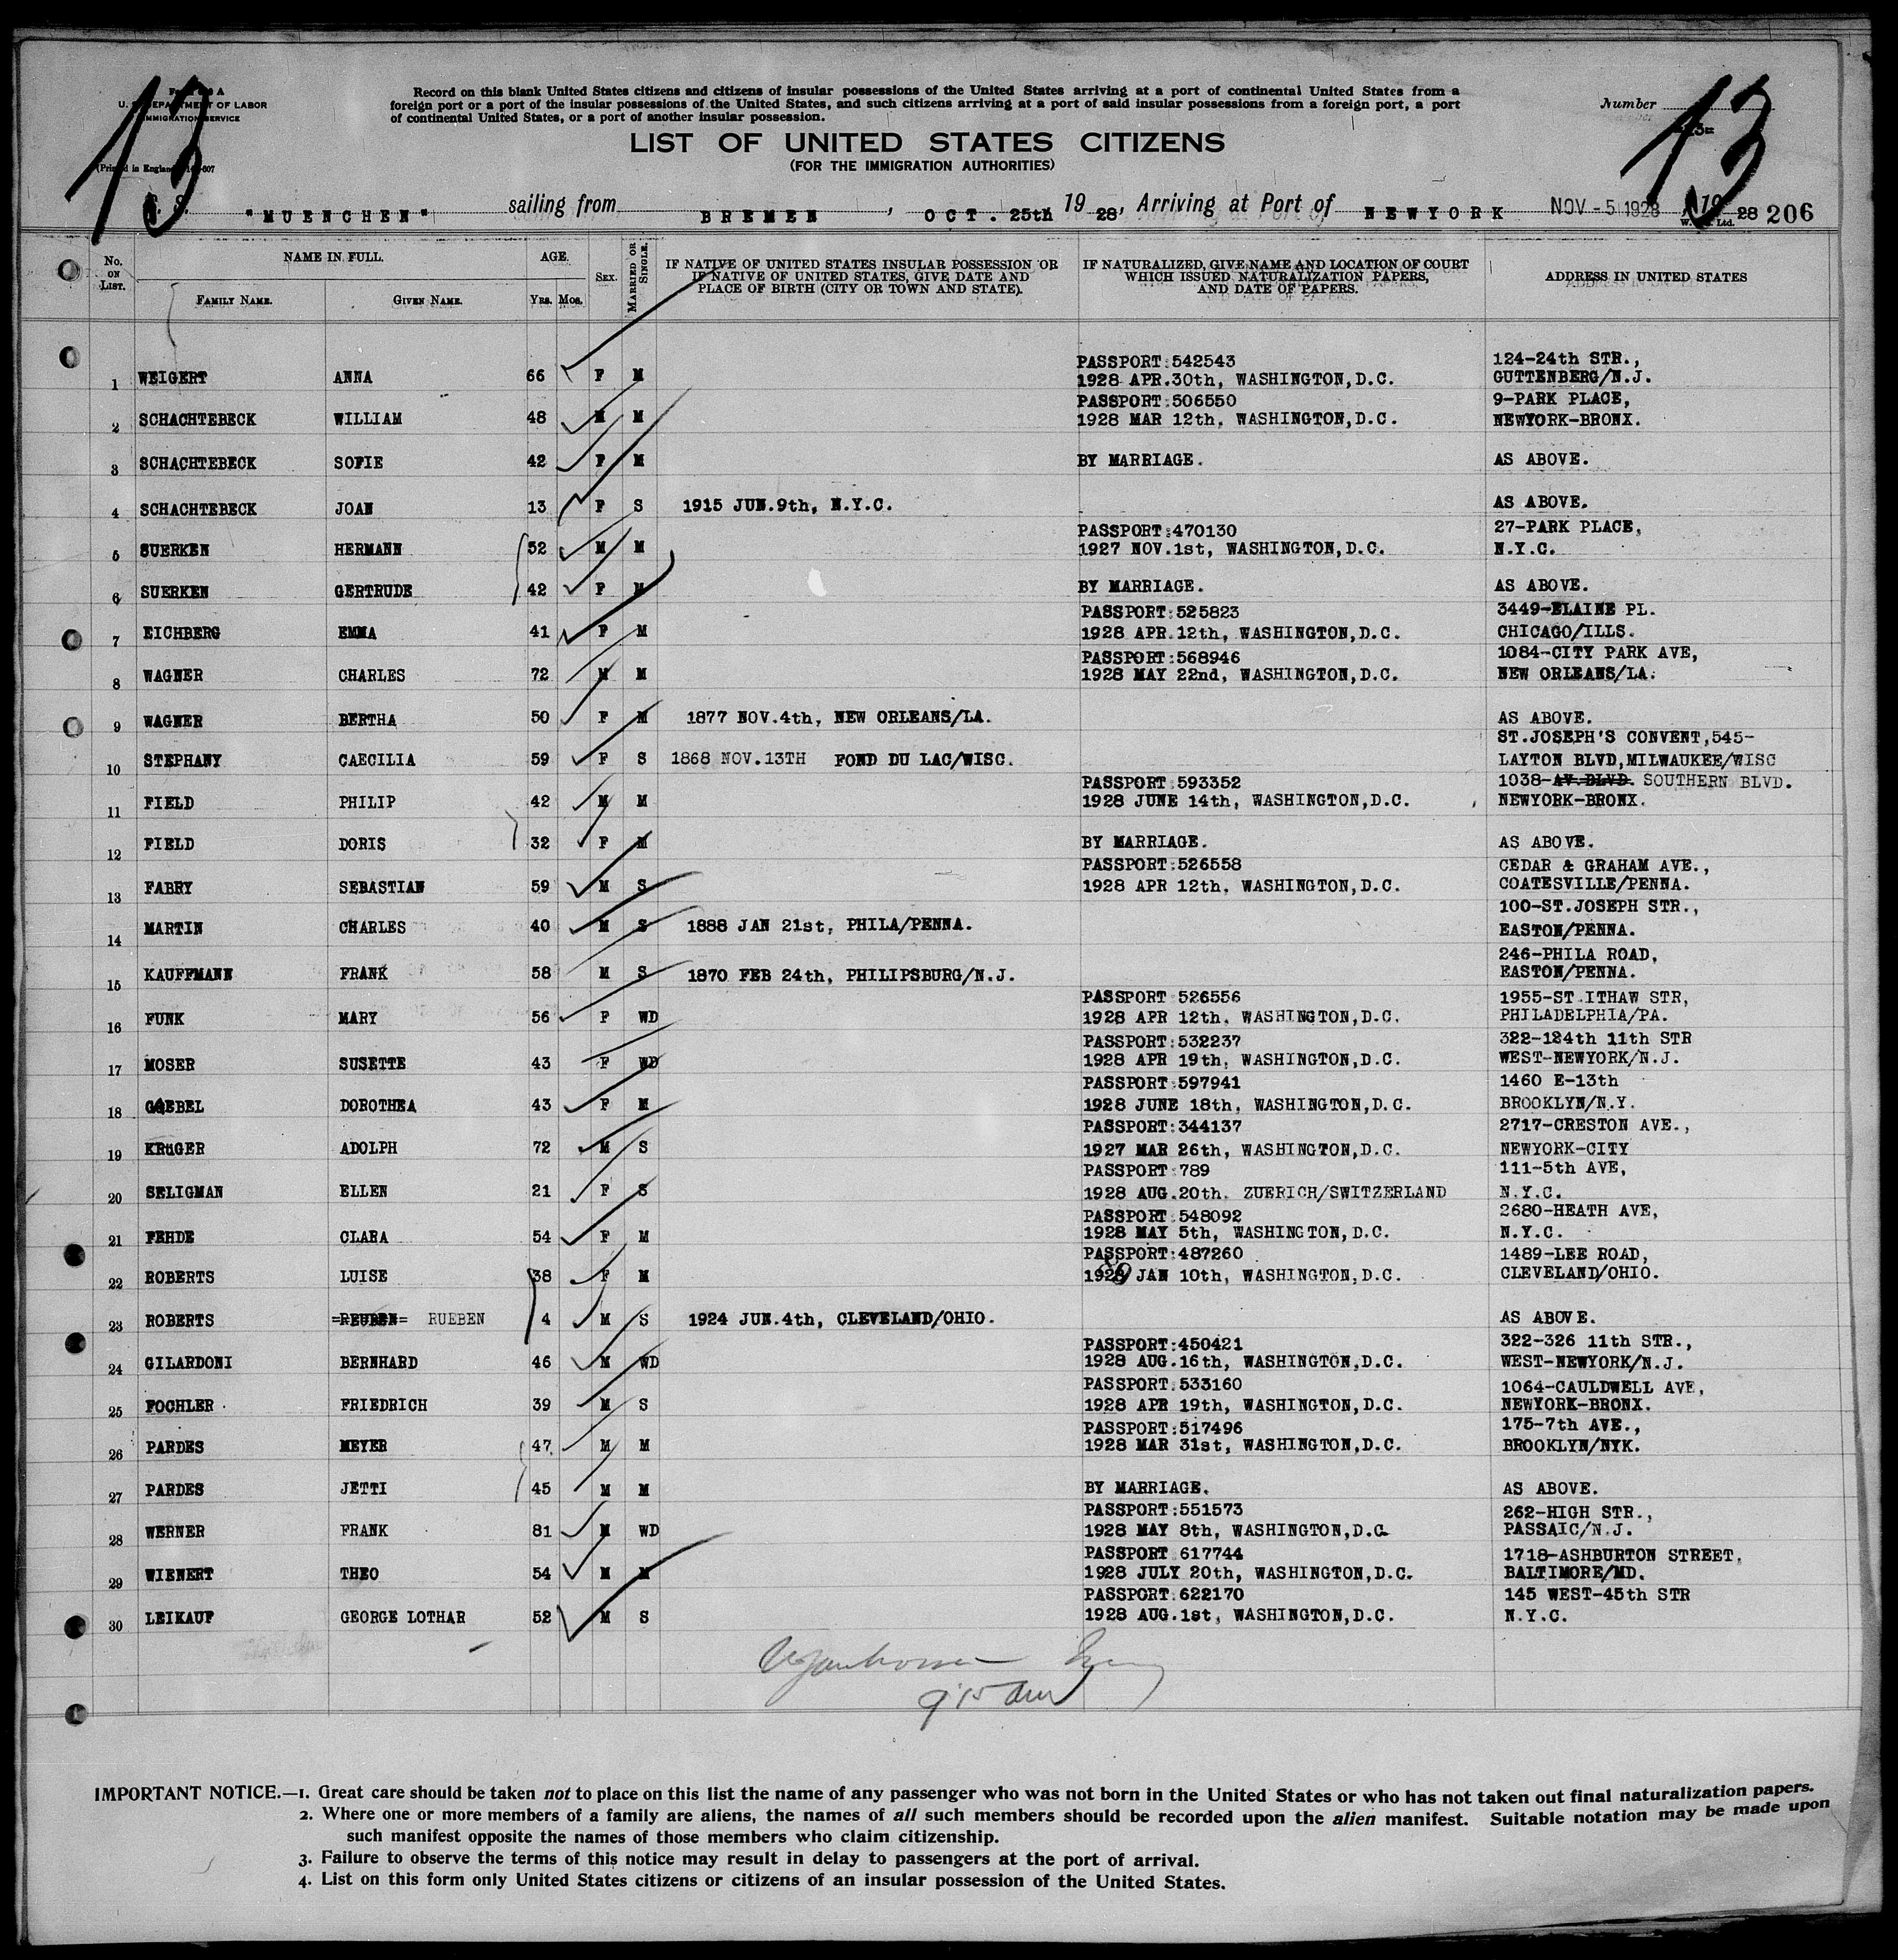 13
13
Form 630 A
U. S. DEPARTMENT OF LABOR
IMMIGRATION SERVICE
(Printed in England)
Record on this blank United States citizens and citizens of insular possessions of the United States arriving at a port of continental United States from a
foreign port or a port of the insular possessions of the United States, and such citizens arriving at a port of said insular possessions from a foreign port, a port
of continental United States, or a port of another insular possession.
Number
LIST OF UNITED STATES CITIZENS
(FOR THE IMMIGRATION AUTHORITIES)
S. S. "MUENCHEN" sailing from BREMEN, OCT. 25th 1928, Arriving at Port of NEWYORK NOV - 5 1928 1928 206
No. ON LIST. NAME IN FULL. AGE. SEX. MARRIED OR SINGLE. IF NATIVE OF UNITED STATES INSULAR POSSESSION OR IF NATIVE OF UNITED STATES, GIVE DATE AND PLACE OF BIRTH (CITY OR TOWN AND STATE). IF NATURALIZED, GIVE NAME AND LOCATION OF COURT WHICH ISSUED NATURALIZATION PAPERS, AND DATE OF PAPERS. ADDRESS IN UNITED STATES
FAMILY NAME. GIVEN NAME. Yrs. Mos.
PASSPORT:542543 124-24th STR.,
1 WEIGERT ANNA 66 F M 1928 APR.30th, WASHINGTON,D.C. GUTTENBERG/N.J.
PASSPORT:506550 9-PARK PLACE,
2 SCHACHTEBECK WILLIAM 48 M M 1928 MAR 12th, WASHINGTON,D.C. NEWYORK-BRONX.
3 SCHACHTEBECK SOFIE 42 F M BY MARRIAGE. AS ABOVE.
4 SCHACHTEBECK JOAN 13 F S 1915 JUN.9th, N.Y.C. AS ABOVE.
PASSPORT:470130 27-PARK PLACE,
5 SUERKEN HERMANN 52 M M 1927 NOV.1st, WASHINGTON,D.C. N.Y.C.
6 SUERKEN GERTRUDE 42 F M BY MARRIAGE. AS ABOVE.
PASSPORT:525823 3449-ELAINE PL.
7 EICHBERG EMMA 41 F M 1928 APR.12th, WASHINGTON,D.C. CHICAGO/ILLS.
PASSPORT:568946 1084-CITY PARK AVE,
8 WAGNER CHARLES 72 M M 1928 MAY 22nd, WASHINGTON,D.C. NEW ORLEANS/LA.
9 WAGNER BERTHA 50 F M 1877 NOV.4th, NEW ORLEANS/LA. AS ABOVE.
ST.JOSEPH'S CONVENT,545-
10 STEPHANY CAECILIA 59 F S 1868 NOV.13TH FOND DU LAC/WISC. LAYTON BLVD,MILWAUKEE/WISC
PASSPORT:593352 1038-AV.BLVD. SOUTHERN BLVD.
11 FIELD PHILIP 42 M M 1928 JUNE 14th, WASHINGTON,D.C. NEWYORK-BRONX.
12 FIELD DORIS 32 F M BY MARRIAGE. AS ABOVE.
PASSPORT:526558 CEDAR & GRAHAM AVE.,
13 FABRY SEBASTIAN 59 M S 1928 APR 12th, WASHINGTON,D.C. COATESVILLE/PENNA.
100-ST.JOSEPH STR.,
14 MARTIN CHARLES 40 M S 1888 JAN 21st, PHILA/PENNA. EASTON/PENNA.
246-PHILA ROAD,
15 KAUFFMANN FRANK 58 M S 1870 FEB 24th, PHILIPSBURG/N.J. EASTON/PENNA.
PASSPORT 526556 1955-ST.ITHAW STR,
16 FUNK MARY 56 F WD 1928 APR 12th, WASHINGTON,D.C. PHILADELPHIA/PA.
PASSPORT:532237 322-124th 11th STR
17 MOSER SUSETTE 43 F WD 1928 APR 19th, WASHINGTON,D.C. WEST-NEWYORK/N.J.
PASSPORT:597941 1460 E-13th
18 GAEBEL DOROTHEA 43 F M 1928 JUNE 18th, WASHINGTON,D.C. BROOKLYN/N.Y.
PASSPORT:344137 2717-CRESTON AVE.,
19 KRUGER ADOLPH 72 M S 1927 MAR 26th, WASHINGTON,D.C. NEWYORK-CITY
PASSPORT:789 111-5th AVE,
20 SELIGMAN ELLEN 21 F S 1928 AUG.20th. ZUERICH/SWITZERLAND N.Y.C.
PASSPORT:548092 2680-HEATH AVE,
21 FEHDE CLARA 54 F M 1928 MAY 5th, WASHINGTON,D.C. N.Y.C.
PASSPORT:487260 1489-LEE ROAD,
22 ROBERTS LUISE 38 F M 1928 JAN 10th, WASHINGTON,D.C. CLEVELAND/OHIO.
23 ROBERTS =REUBEN= RUEBEN 4 M S 1924 JUN.4th, CLEVELAND/OHIO. AS ABOVE.
PASSPORT:450421 322-326 11th STR.,
24 GILARDONI BERNHARD 46 M WD 1928 AUG.16th, WASHINGTON,D.C. WEST-NEWYORK/N.J.
PASSPORT:533160 1064-CAULDWELL AVE,
25 FOCHLER FRIEDRICH 39 M S 1928 APR 19th, WASHINGTON,D.C. NEWYORK-BRONX.
PASSPORT:517496 175-7th AVE.,
26 PARDES MEYER 47 M M 1928 MAR 31st, WASHINGTON,D.C. BROOKLYN/NYK.
27 PARDES JETTI 45 M M BY MARRIAGE. AS ABOVE.
PASSPORT:551573 262-HIGH STR.,
28 WERNER FRANK 81 M WD 1928 MAY 8th, WASHINGTON,D.C. PASSAIC/N.J.
PASSPORT 617744 1718-ASHBURTON STREET,
29 WIENERT THEO 54 M M 1928 JULY 20th, WASHINGTON,D.C. BALTIMORE/MD.
PASSPORT:622170 145 WEST-45th STR
30 LEIKAUF GEORGE LOTHAR 52 M S 1928 AUG.1st, WASHINGTON,D.C. N.Y.C.
9:15 am
IMPORTANT NOTICE.—1. Great care should be taken not to place on this list the name of any passenger who was not born in the United States or who has not taken out final naturalization papers.
2. Where one or more members of a family are aliens, the names of all such members should be recorded upon the alien manifest. Suitable notation may be made upon
such manifest opposite the names of those members who claim citizenship.
3. Failure to observe the terms of this notice may result in delay to passengers at the port of arrival.
4. List on this form only United States citizens or citizens of an insular possession of the United States.